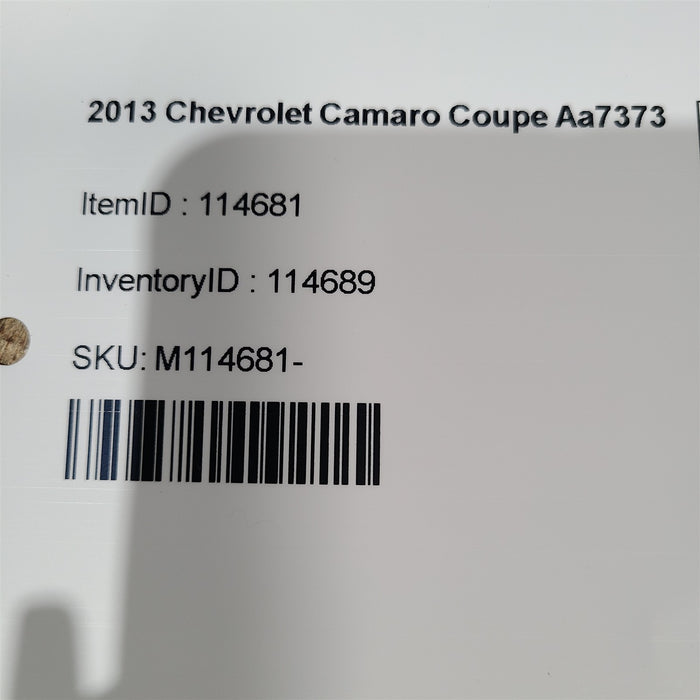 2013 Chevrolet Camaro Coupe Aa7373
ItemID : 114681
InventoryID : 114689
SKU: M114681-